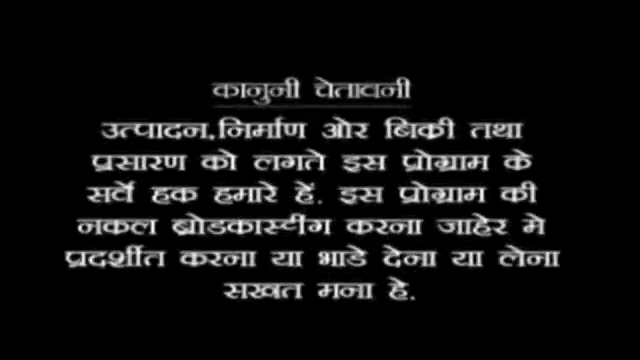 कानुनी चेतावनी
उत्पादन,निर्माण ओर बिक्री तथा
प्रसारण को लगते इस प्रोग्राम के
सर्वे हक हमारे हें. इस प्रोग्राम की
नकल ब्रोडकास्टींग करना जाहेर मे
प्रदर्शीत करना या भाडे देना या लेना
सखत मना हे.